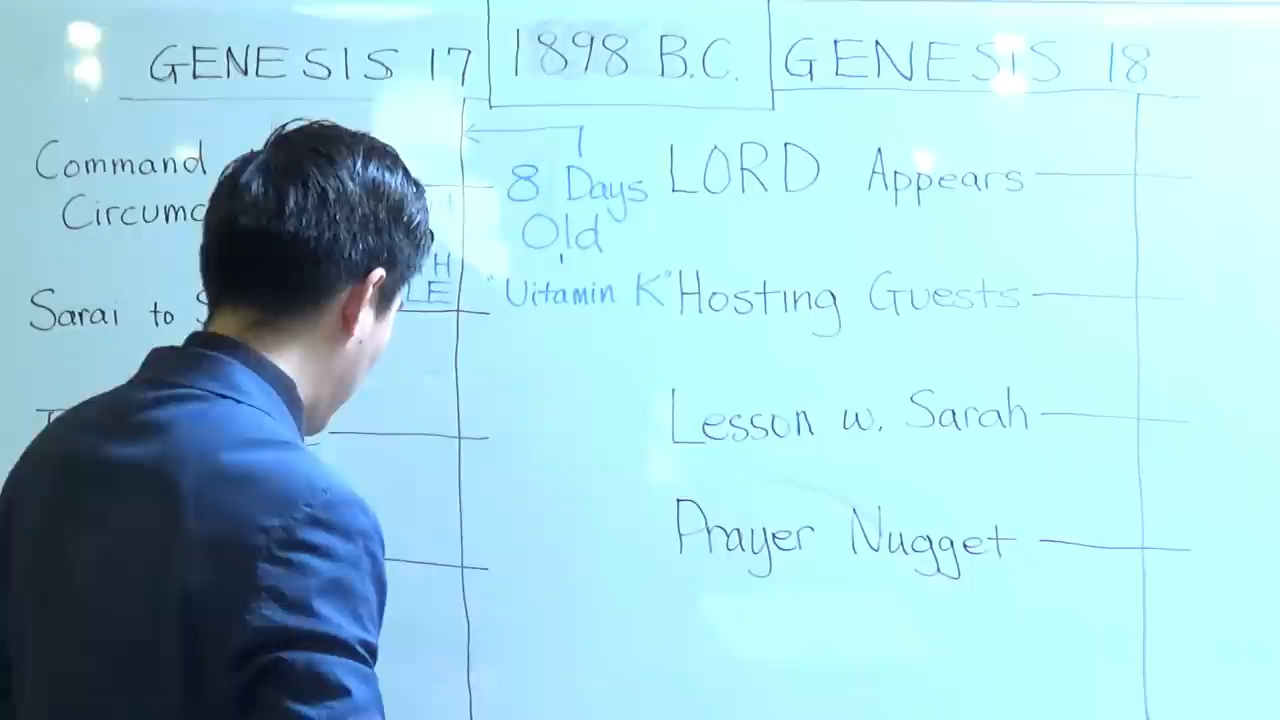 GENESIS 17
1898 B.C.
GENESIS 18
Command
Sarai to
H
LE
8 Days
Old
"Vitamin K"
LORD Appears
Hosting Guests
Lesson w. Sarah
Prayer Nugget